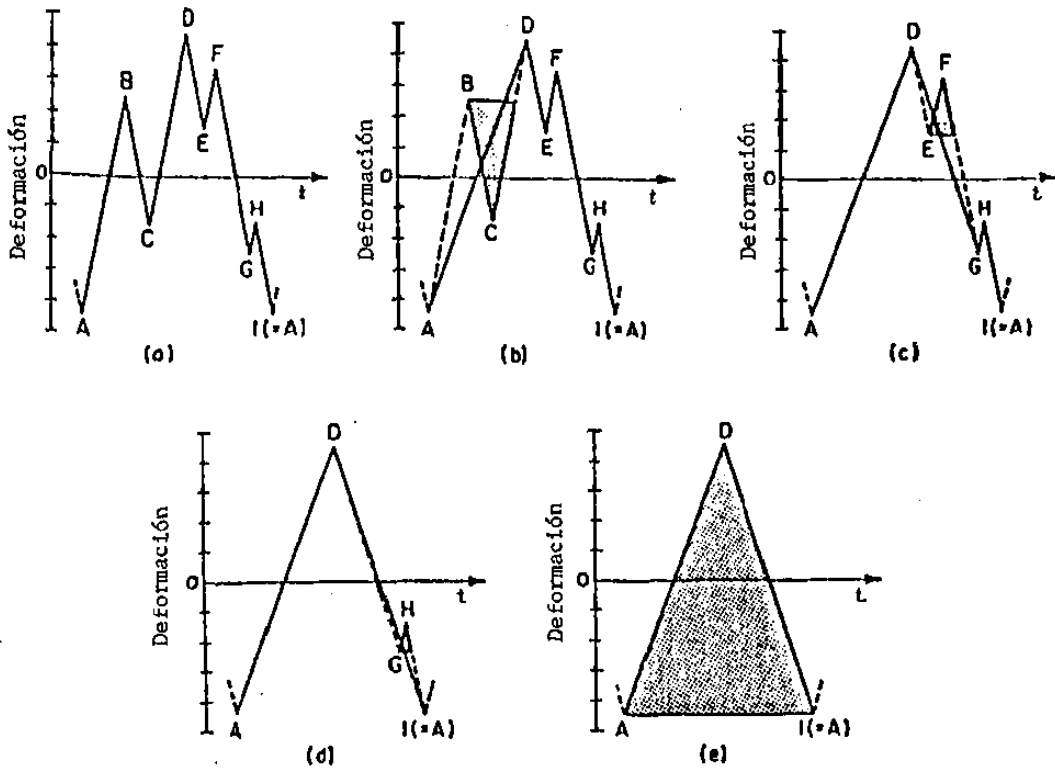 Deformación
0
A
B
C
D
E
F
G
H
I(=A)
t
(a)
Deformación
0
A
B
C
D
E
F
G
H
I(=A)
t
(b)
Deformación
0
A
D
E
F
G
H
I(=A)
t
(c)
Deformación
0
A
D
G
H
I(=A)
t
(d)
Deformación
0
A
D
I(=A)
t
(e)